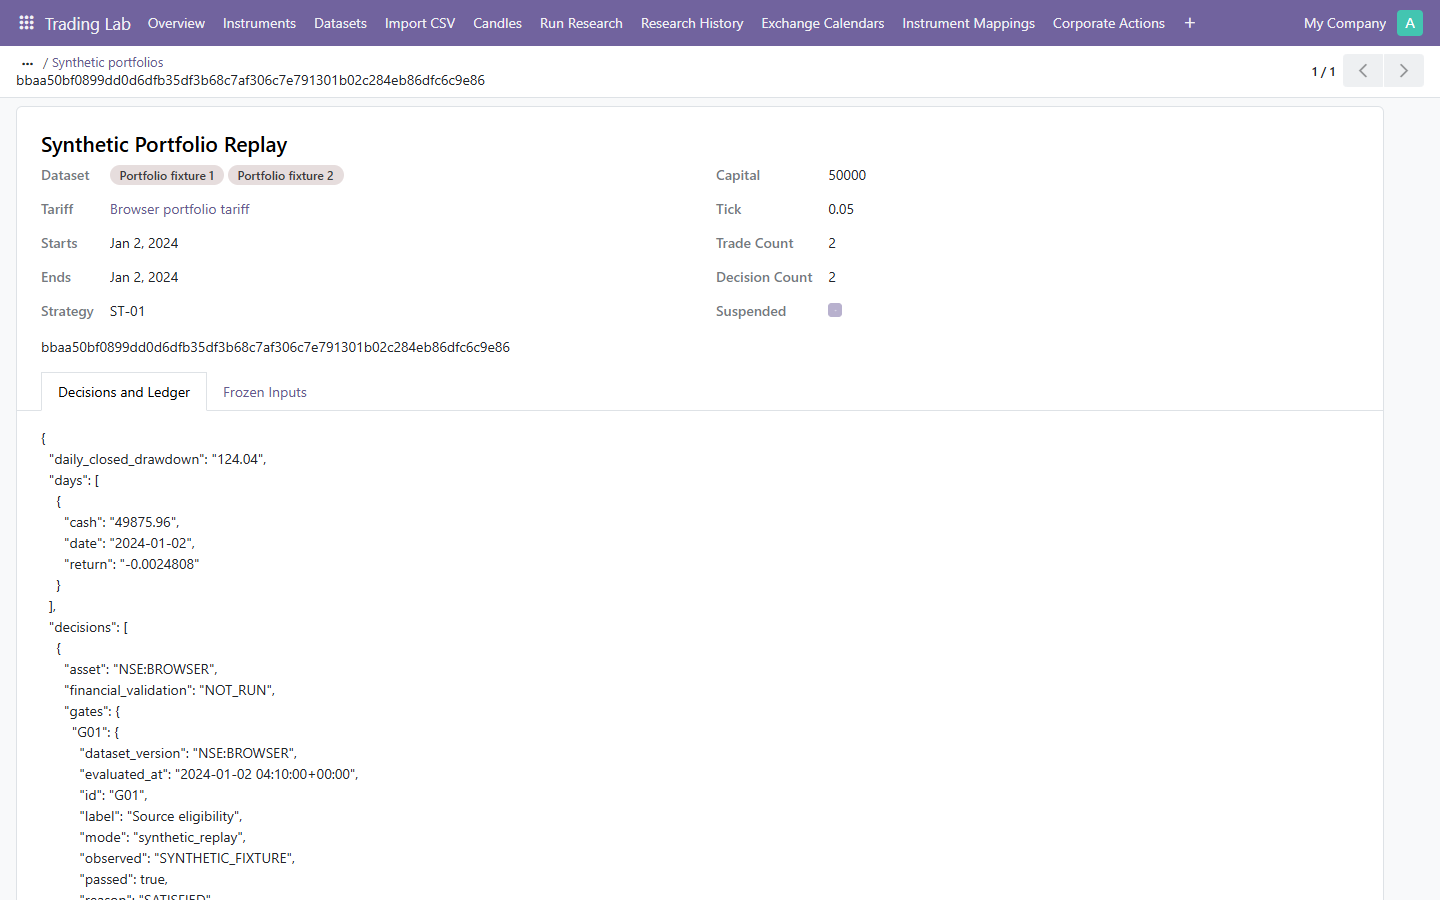 Trading Lab Overview Instruments Datasets Import CSV Candles Run Research Research History Exchange Calendars Instrument Mappings Corporate Actions + My Company A
... / Synthetic portfolios
bbaa50bf0899dd0d6dfb35df3b68c7af306c7e791301b02c284eb86dfc6c9e86
1 / 1
Synthetic Portfolio Replay
Dataset Portfolio fixture 1 Portfolio fixture 2
Capital 50000
Tariff Browser portfolio tariff
Tick 0.05
Starts Jan 2, 2024
Trade Count 2
Ends Jan 2, 2024
Decision Count 2
Strategy ST-01
Suspended
bbaa50bf0899dd0d6dfb35df3b68c7af306c7e791301b02c284eb86dfc6c9e86
Decisions and Ledger Frozen Inputs
{
"daily_closed_drawdown": "124.04",
"days": [
{
"cash": "49875.96",
"date": "2024-01-02",
"return": "-0.0024808"
}
],
"decisions": [
{
"asset": "NSE:BROWSER",
"financial_validation": "NOT_RUN",
"gates": {
"G01": {
"dataset_version": "NSE:BROWSER",
"evaluated_at": "2024-01-02 04:10:00+00:00",
"id": "G01",
"label": "Source eligibility",
"mode": "synthetic_replay",
"observed": "SYNTHETIC_FIXTURE",
"passed": true,
"reason": "SATISFIED"